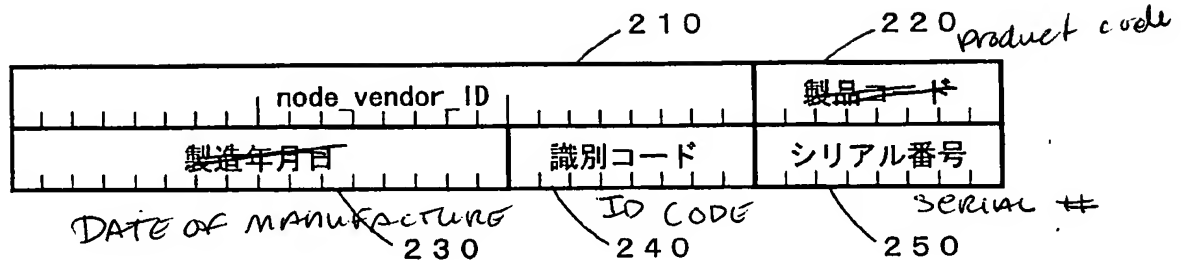 210 220 product code
node_vendor_ID 製品コード
製造年月日 識別コード シリアル番号
DATE OF MANUFACTURE ID CODE SERIAL #
230 240 250